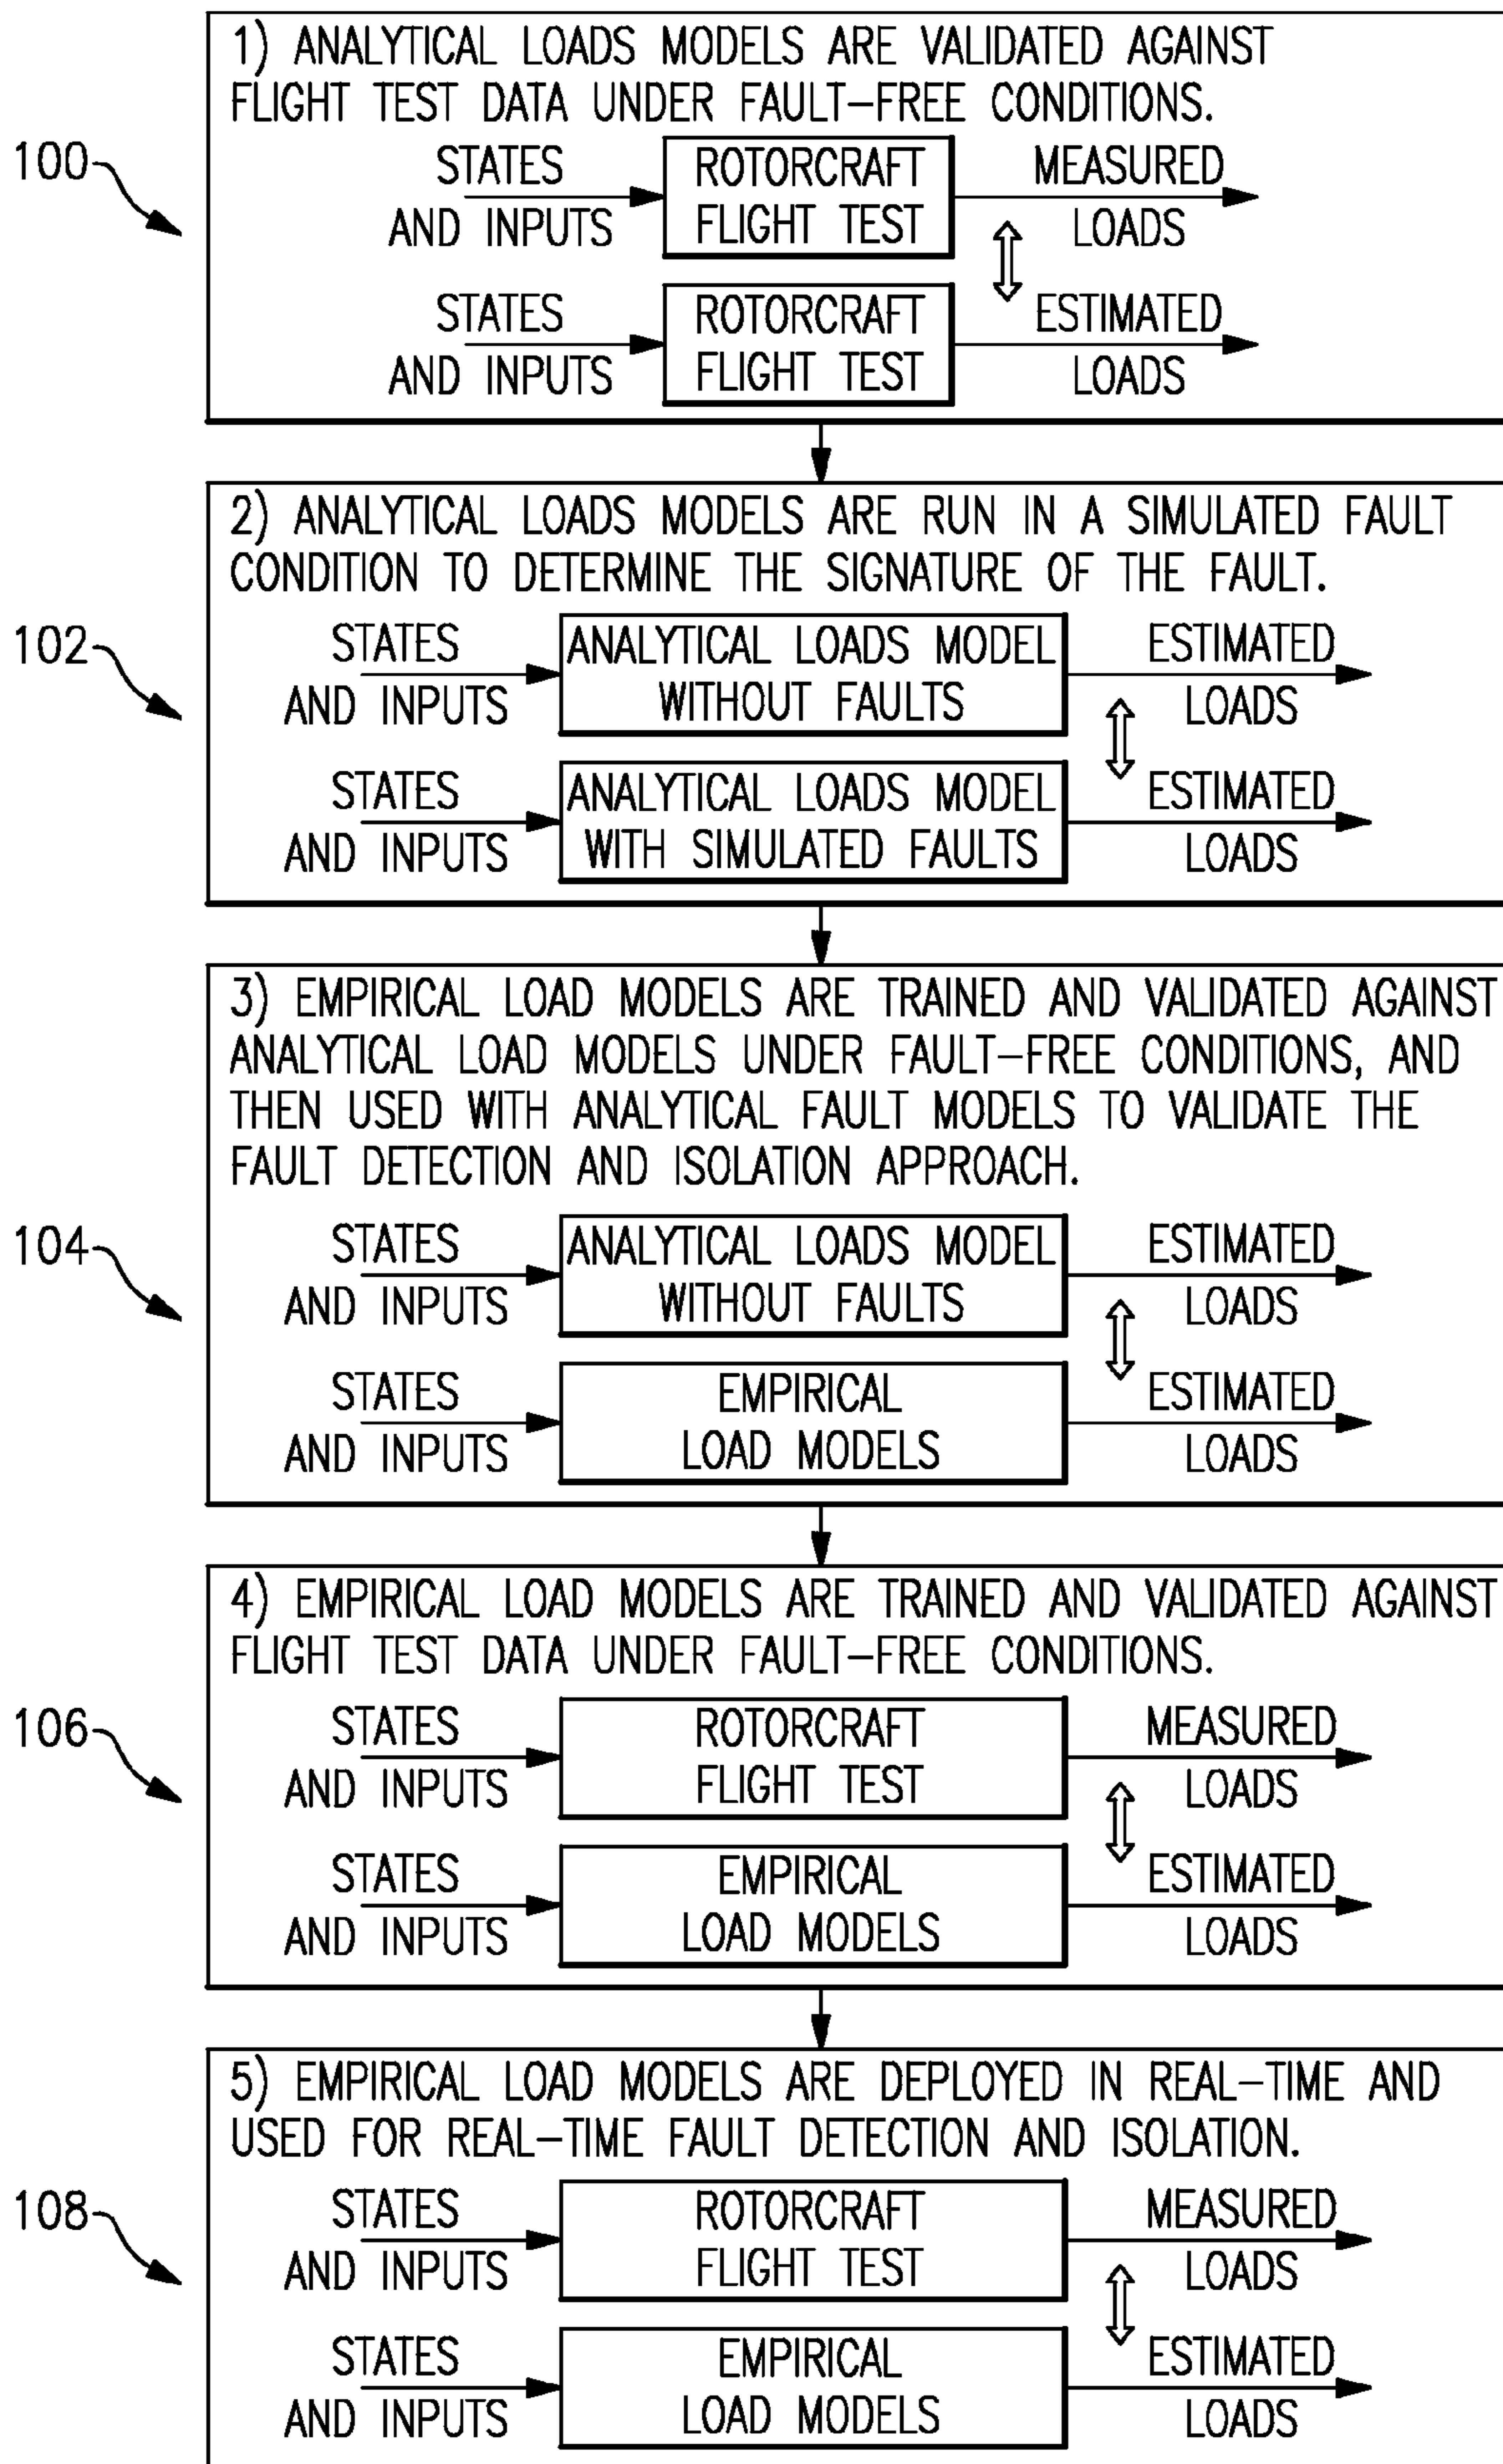 1) ANALYTICAL LOADS MODELS ARE VALIDATED AGAINST
FLIGHT TEST DATA UNDER FAULT-FREE CONDITIONS.
100
STATES
AND INPUTS
ROTORCRAFT
FLIGHT TEST
MEASURED
LOADS
STATES
AND INPUTS
ROTORCRAFT
FLIGHT TEST
ESTIMATED
LOADS
2) ANALYTICAL LOADS MODELS ARE RUN IN A SIMULATED FAULT
CONDITION TO DETERMINE THE SIGNATURE OF THE FAULT.
102
STATES
AND INPUTS
ANALYTICAL LOADS MODEL
WITHOUT FAULTS
ESTIMATED
LOADS
STATES
AND INPUTS
ANALYTICAL LOADS MODEL
WITH SIMULATED FAULTS
ESTIMATED
LOADS
3) EMPIRICAL LOAD MODELS ARE TRAINED AND VALIDATED AGAINST
ANALYTICAL LOAD MODELS UNDER FAULT-FREE CONDITIONS, AND
THEN USED WITH ANALYTICAL FAULT MODELS TO VALIDATE THE
FAULT DETECTION AND ISOLATION APPROACH.
104
STATES
AND INPUTS
ANALYTICAL LOADS MODEL
WITHOUT FAULTS
ESTIMATED
LOADS
STATES
AND INPUTS
EMPIRICAL
LOAD MODELS
ESTIMATED
LOADS
4) EMPIRICAL LOAD MODELS ARE TRAINED AND VALIDATED AGAINST
FLIGHT TEST DATA UNDER FAULT-FREE CONDITIONS.
106
STATES
AND INPUTS
ROTORCRAFT
FLIGHT TEST
MEASURED
LOADS
STATES
AND INPUTS
EMPIRICAL
LOAD MODELS
ESTIMATED
LOADS
5) EMPIRICAL LOAD MODELS ARE DEPLOYED IN REAL-TIME AND
USED FOR REAL-TIME FAULT DETECTION AND ISOLATION.
108
STATES
AND INPUTS
ROTORCRAFT
FLIGHT TEST
MEASURED
LOADS
STATES
AND INPUTS
EMPIRICAL
LOAD MODELS
ESTIMATED
LOADS